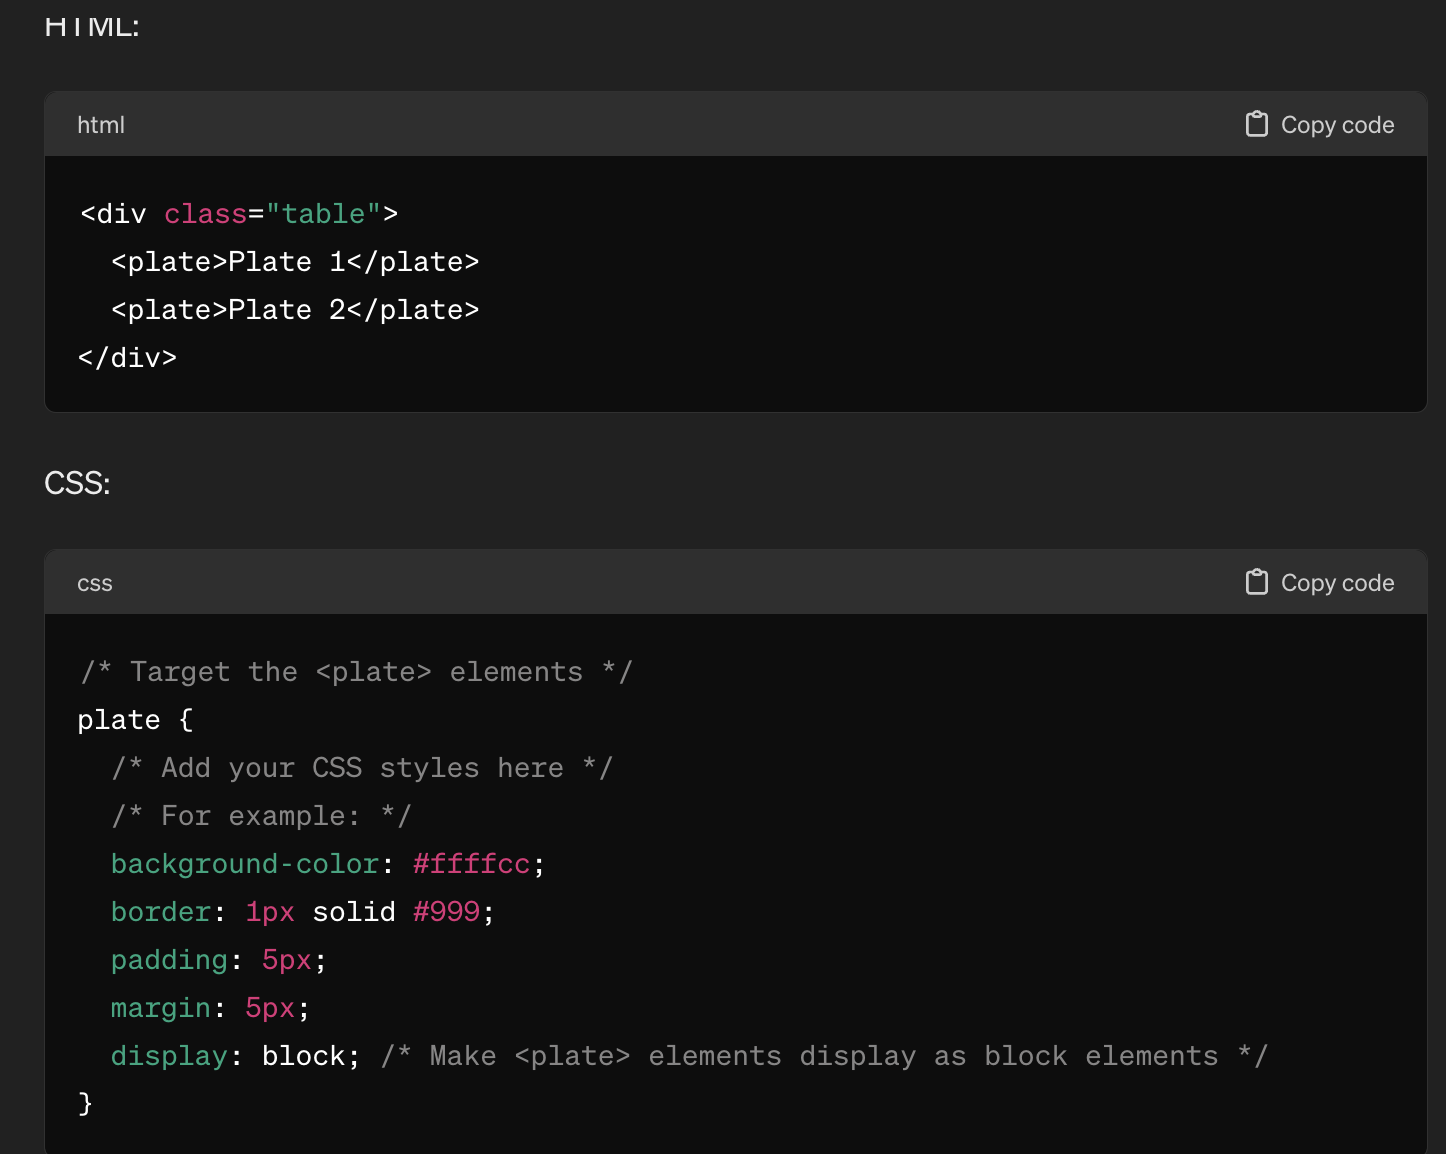 HTML:
html
Copy code
<div class="table">
  <plate>Plate 1</plate>
  <plate>Plate 2</plate>
</div>
CSS:
css
Copy code
/* Target the <plate> elements */
plate {
  /* Add your CSS styles here */
  /* For example: */
  background-color: #ffffcc;
  border: 1px solid #999;
  padding: 5px;
  margin: 5px;
  display: block; /* Make <plate> elements display as block elements */
}